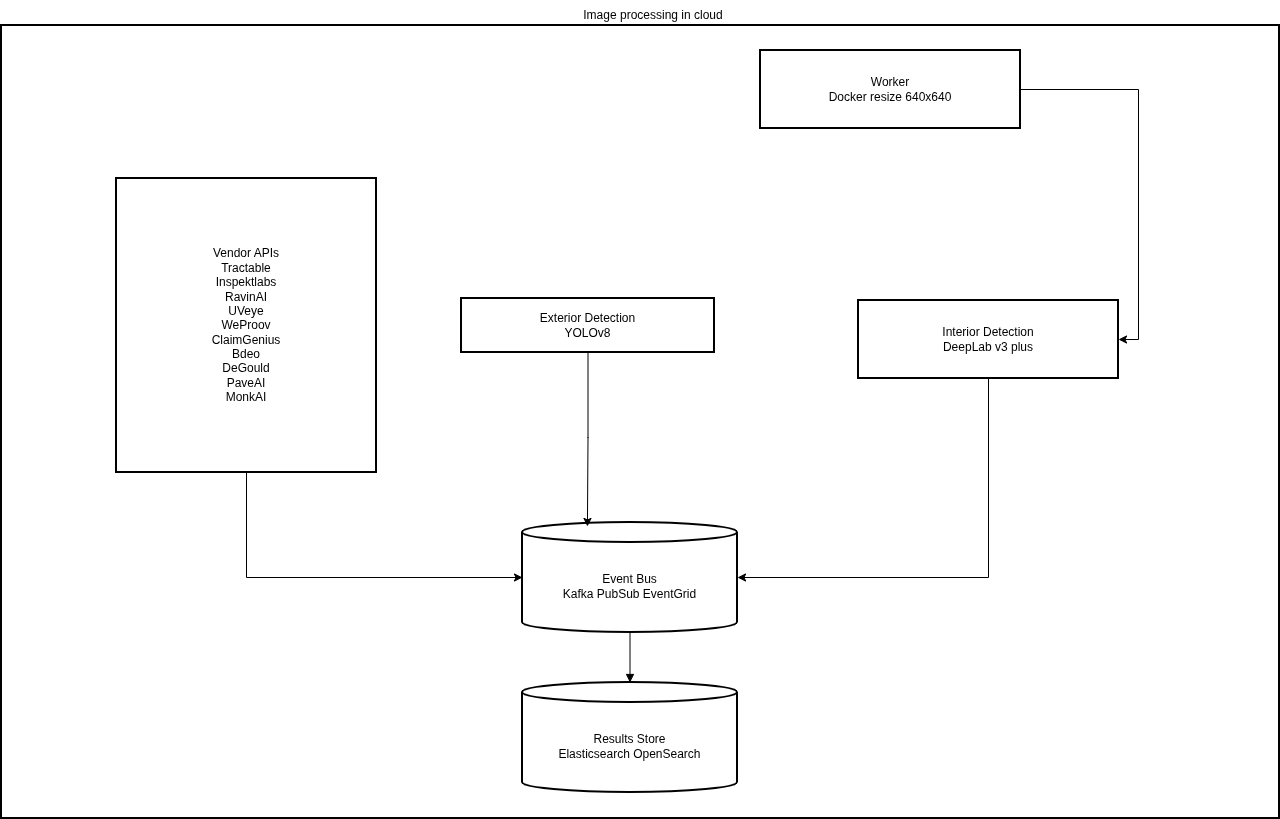 Image processing in cloud
Worker
Docker resize 640x640
Vendor APIs
Tractable
Inspektlabs
RavinAI
UVeye
WeProov
ClaimGenius
Bdeo
DeGould
PaveAI
MonkAI
Exterior Detection
YOLOv8
Interior Detection
DeepLab v3 plus
Event Bus
Kafka PubSub EventGrid
Results Store
Elasticsearch OpenSearch